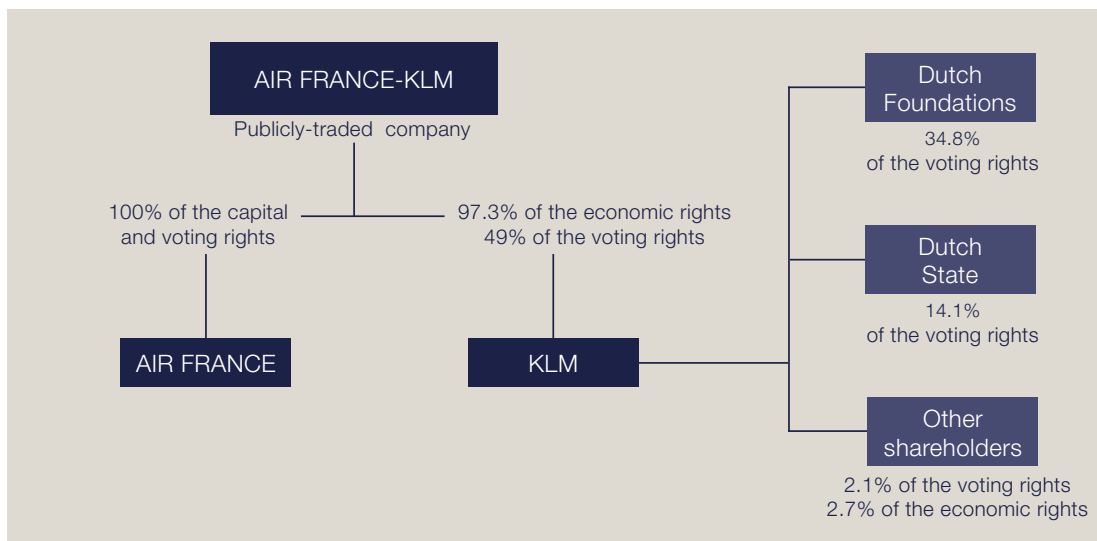 AIR FRANCE-KLM
Publicly-traded company
100% of the capital
and voting rights
97.3% of the economic rights
49% of the voting rights
AIR FRANCE
KLM
Dutch
Foundations
34.8%
of the voting rights
Dutch
State
14.1%
of the voting rights
Other
shareholders
2.1% of the voting rights
2.7% of the economic rights